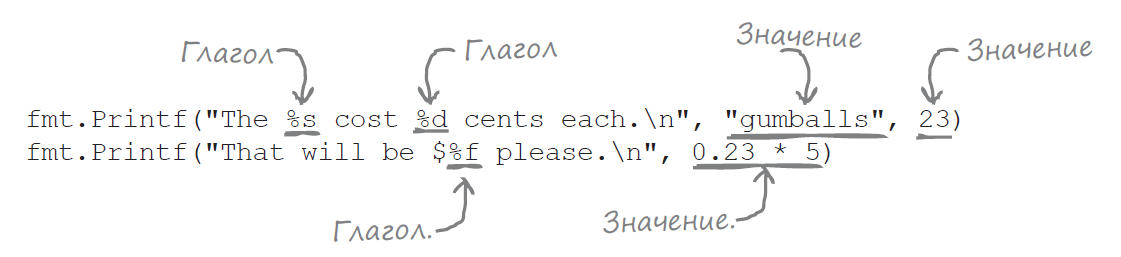 Глагол Глагол Значение Значение
fmt.Printf("The %s cost %d cents each.\n", "gumballs", 23)
fmt.Printf("That will be $%f please.\n", 0.23 * 5)
Глагол. Значение.